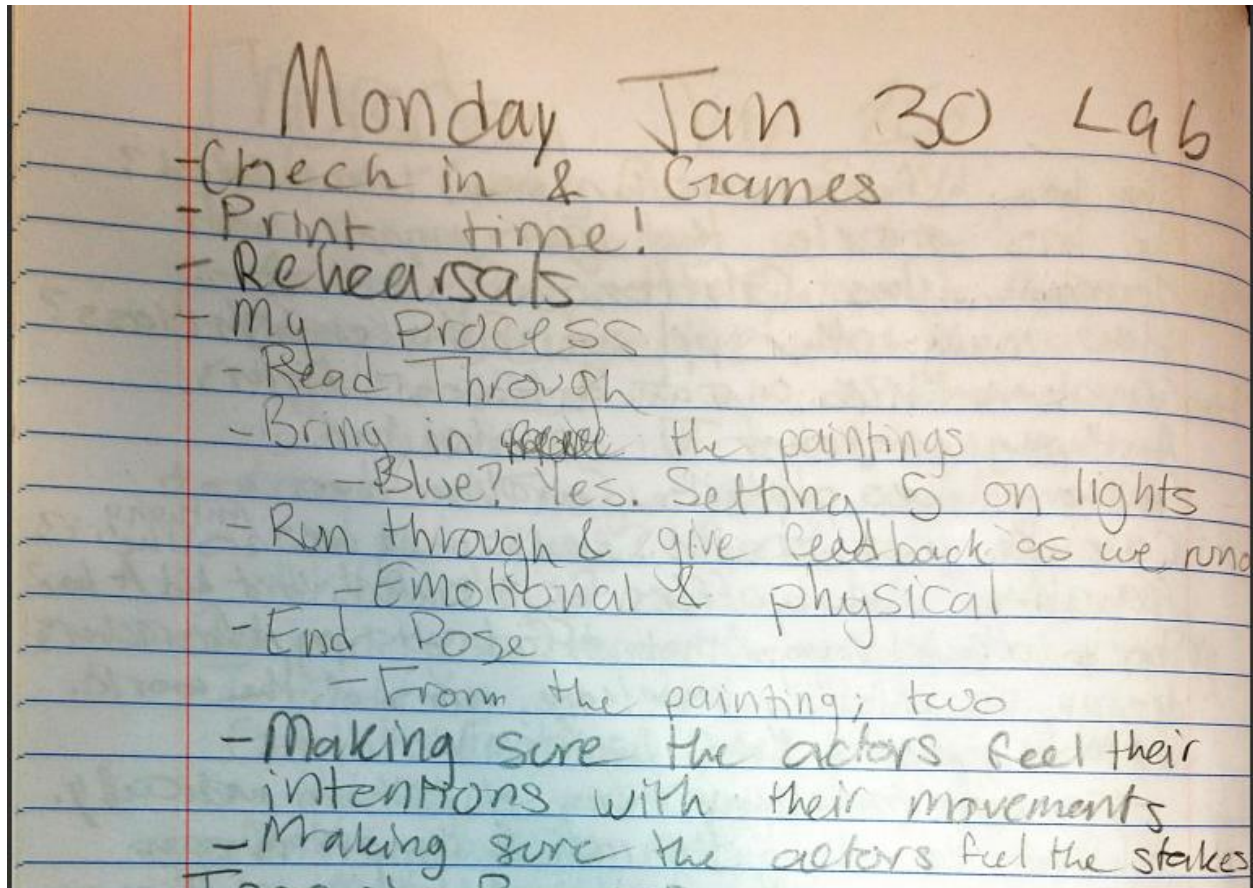 Monday Jan 30 Lab
- Check in & Games
- Print time!
- Rehearsals
- My Process
- Read Through
- Bring in the paintings
- Blue? Yes. Setting 5 on lights
- Run through & give feedback as we run
- Emotional & physical
- End Pose
- From the painting; two
- Making sure the actors feel their
intentions with their movements
- Making sure the actors feel the stakes